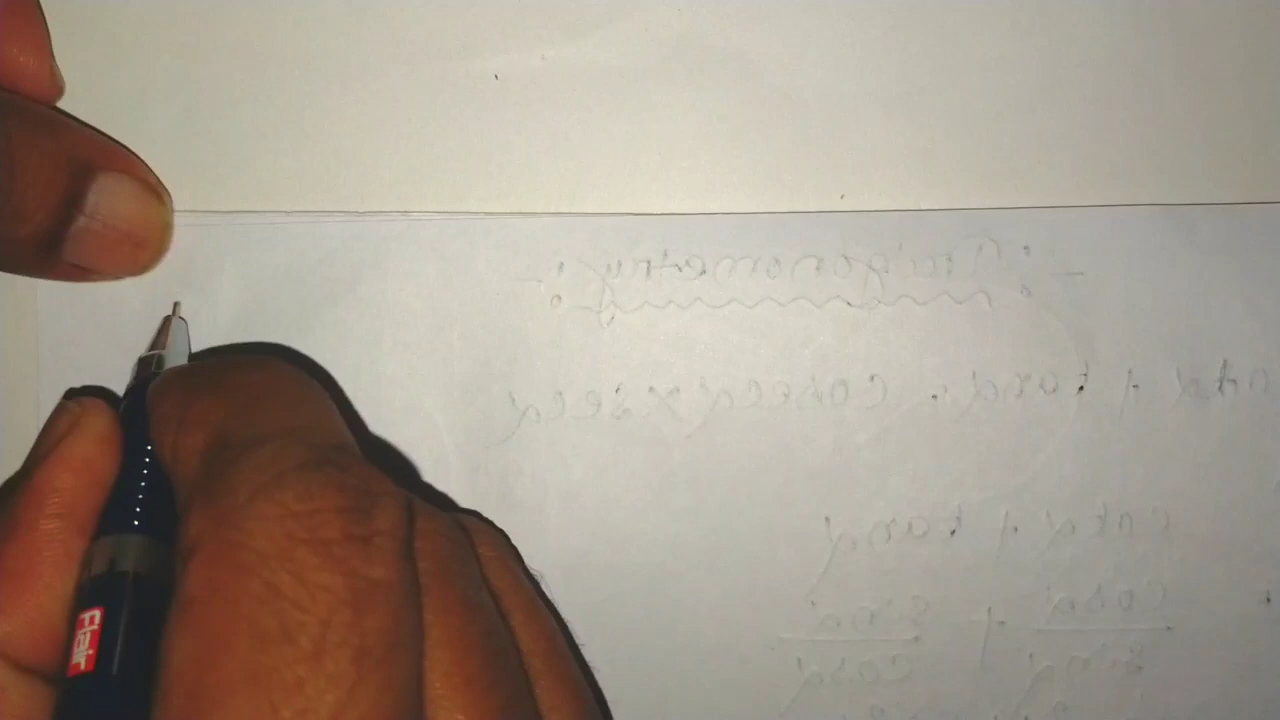 -: Trigonometry :-
cotα + tanα = cosecα × secα
cotα + tanα
cosα/sinα + sinα/cosα
Flair